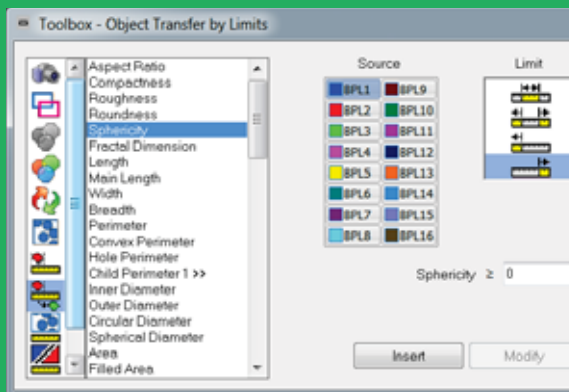 Toolbox - Object Transfer by Limits
Aspect Ratio
Compactness
Roughness
Roundness
Sphericity
Fractal Dimension
Length
Main Length
Width
Breadth
Perimeter
Convex Perimeter
Hole Perimeter
Child Perimeter 1 >>
Inner Diameter
Outer Diameter
Circular Diameter
Spherical Diameter
Area
Filled Area
Source
BPL1 BPL9
BPL2 BPL10
BPL3 BPL11
BPL4 BPL12
BPL5 BPL13
BPL6 BPL14
BPL7 BPL15
BPL8 BPL16
Limit
Sphericity ≥ 0
Insert Modify